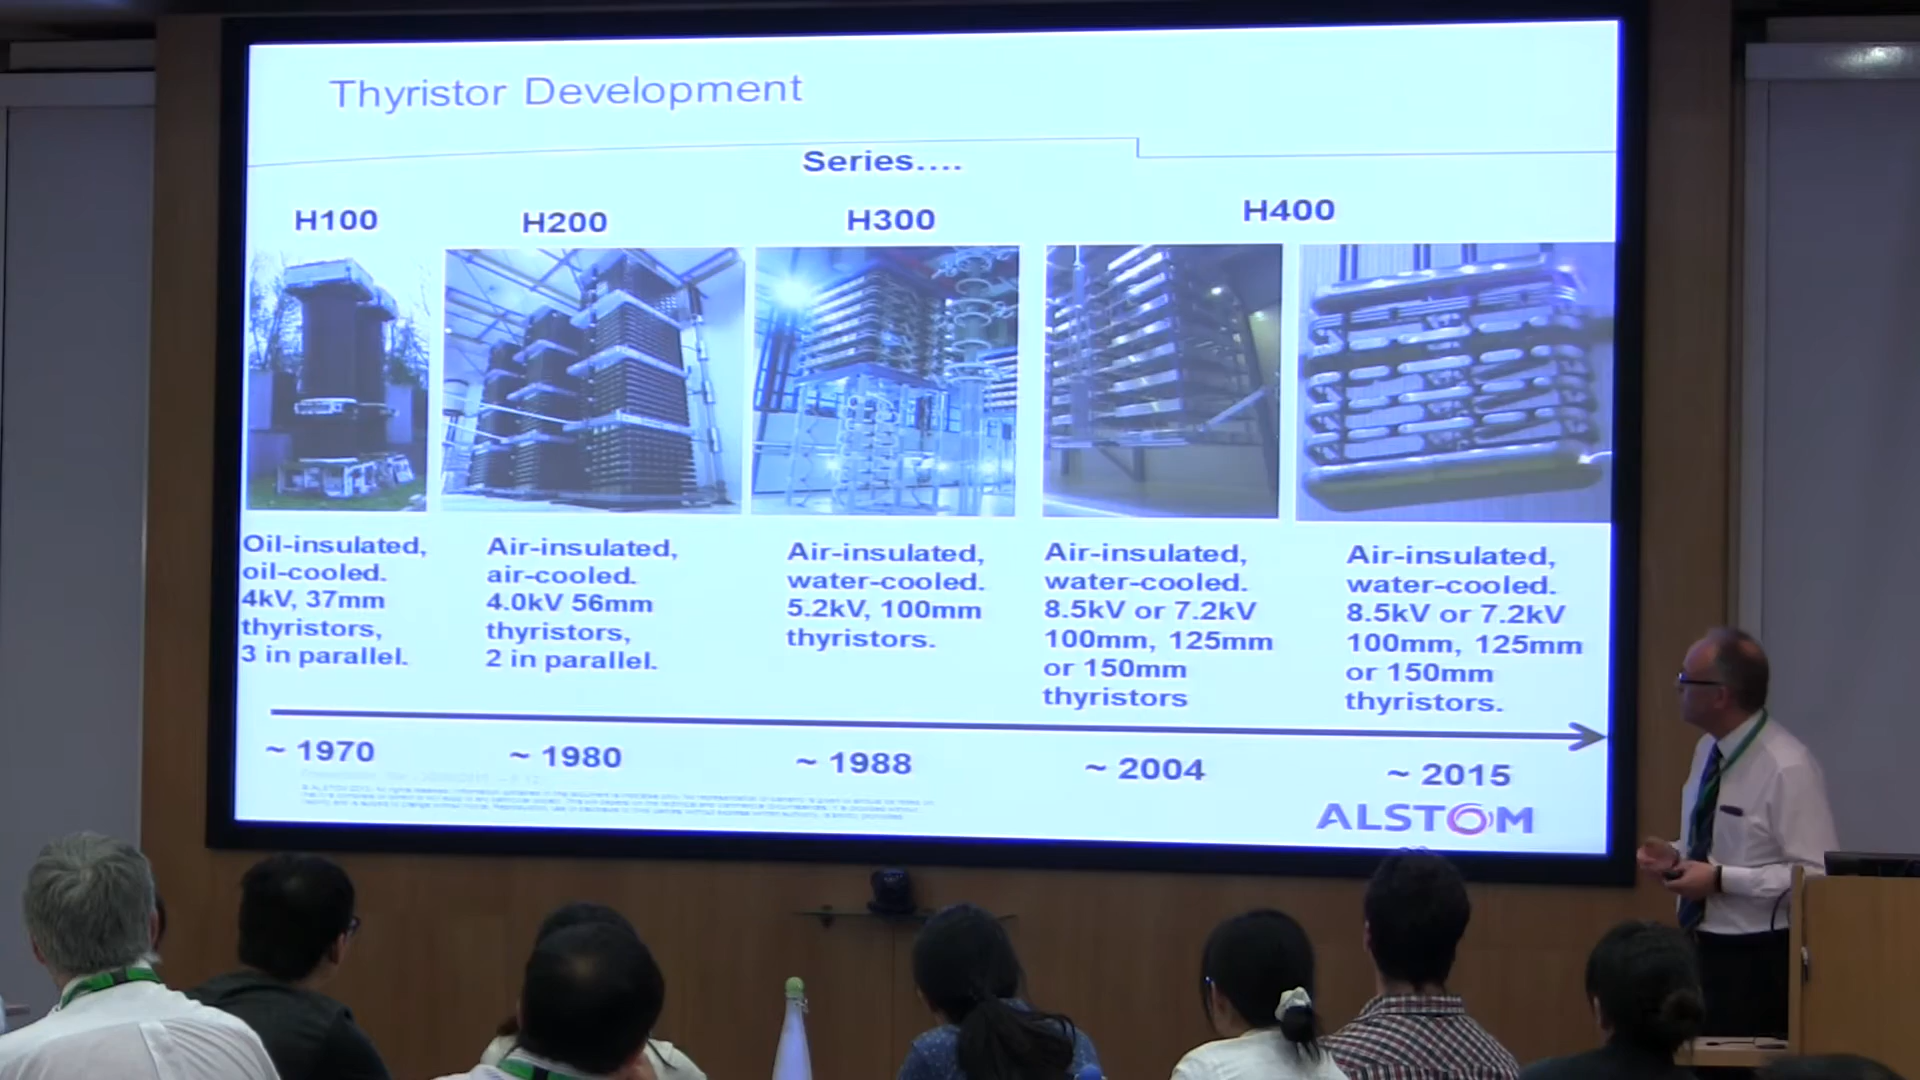 Thyristor Development
Series....
H100
H200
H300
H400
Oil-insulated,
oil-cooled.
4kV, 37mm
thyristors,
3 in parallel.
Air-insulated,
air-cooled.
4.0kV 56mm
thyristors,
2 in parallel.
Air-insulated,
water-cooled.
5.2kV, 100mm
thyristors.
Air-insulated,
water-cooled.
8.5kV or 7.2kV
100mm, 125mm
or 150mm
thyristors
Air-insulated,
water-cooled.
8.5kV or 7.2kV
100mm, 125mm
or 150mm
thyristors.
~ 1970
~ 1980
~ 1988
~ 2004
~ 2015
ALSTOM